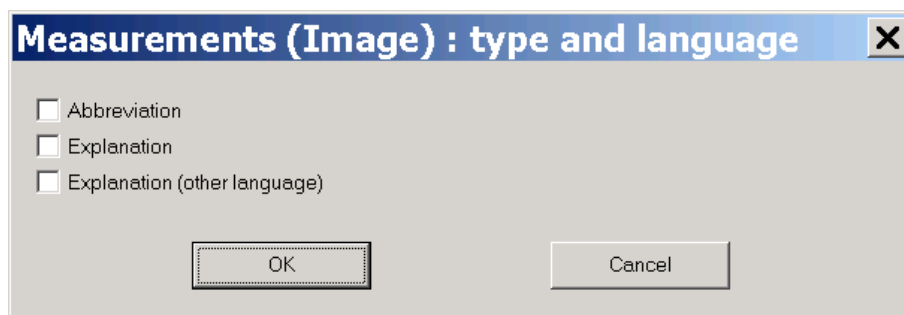 Measurements (Image) : type and language
Abbreviation
Explanation
Explanation (other language)
OK
Cancel